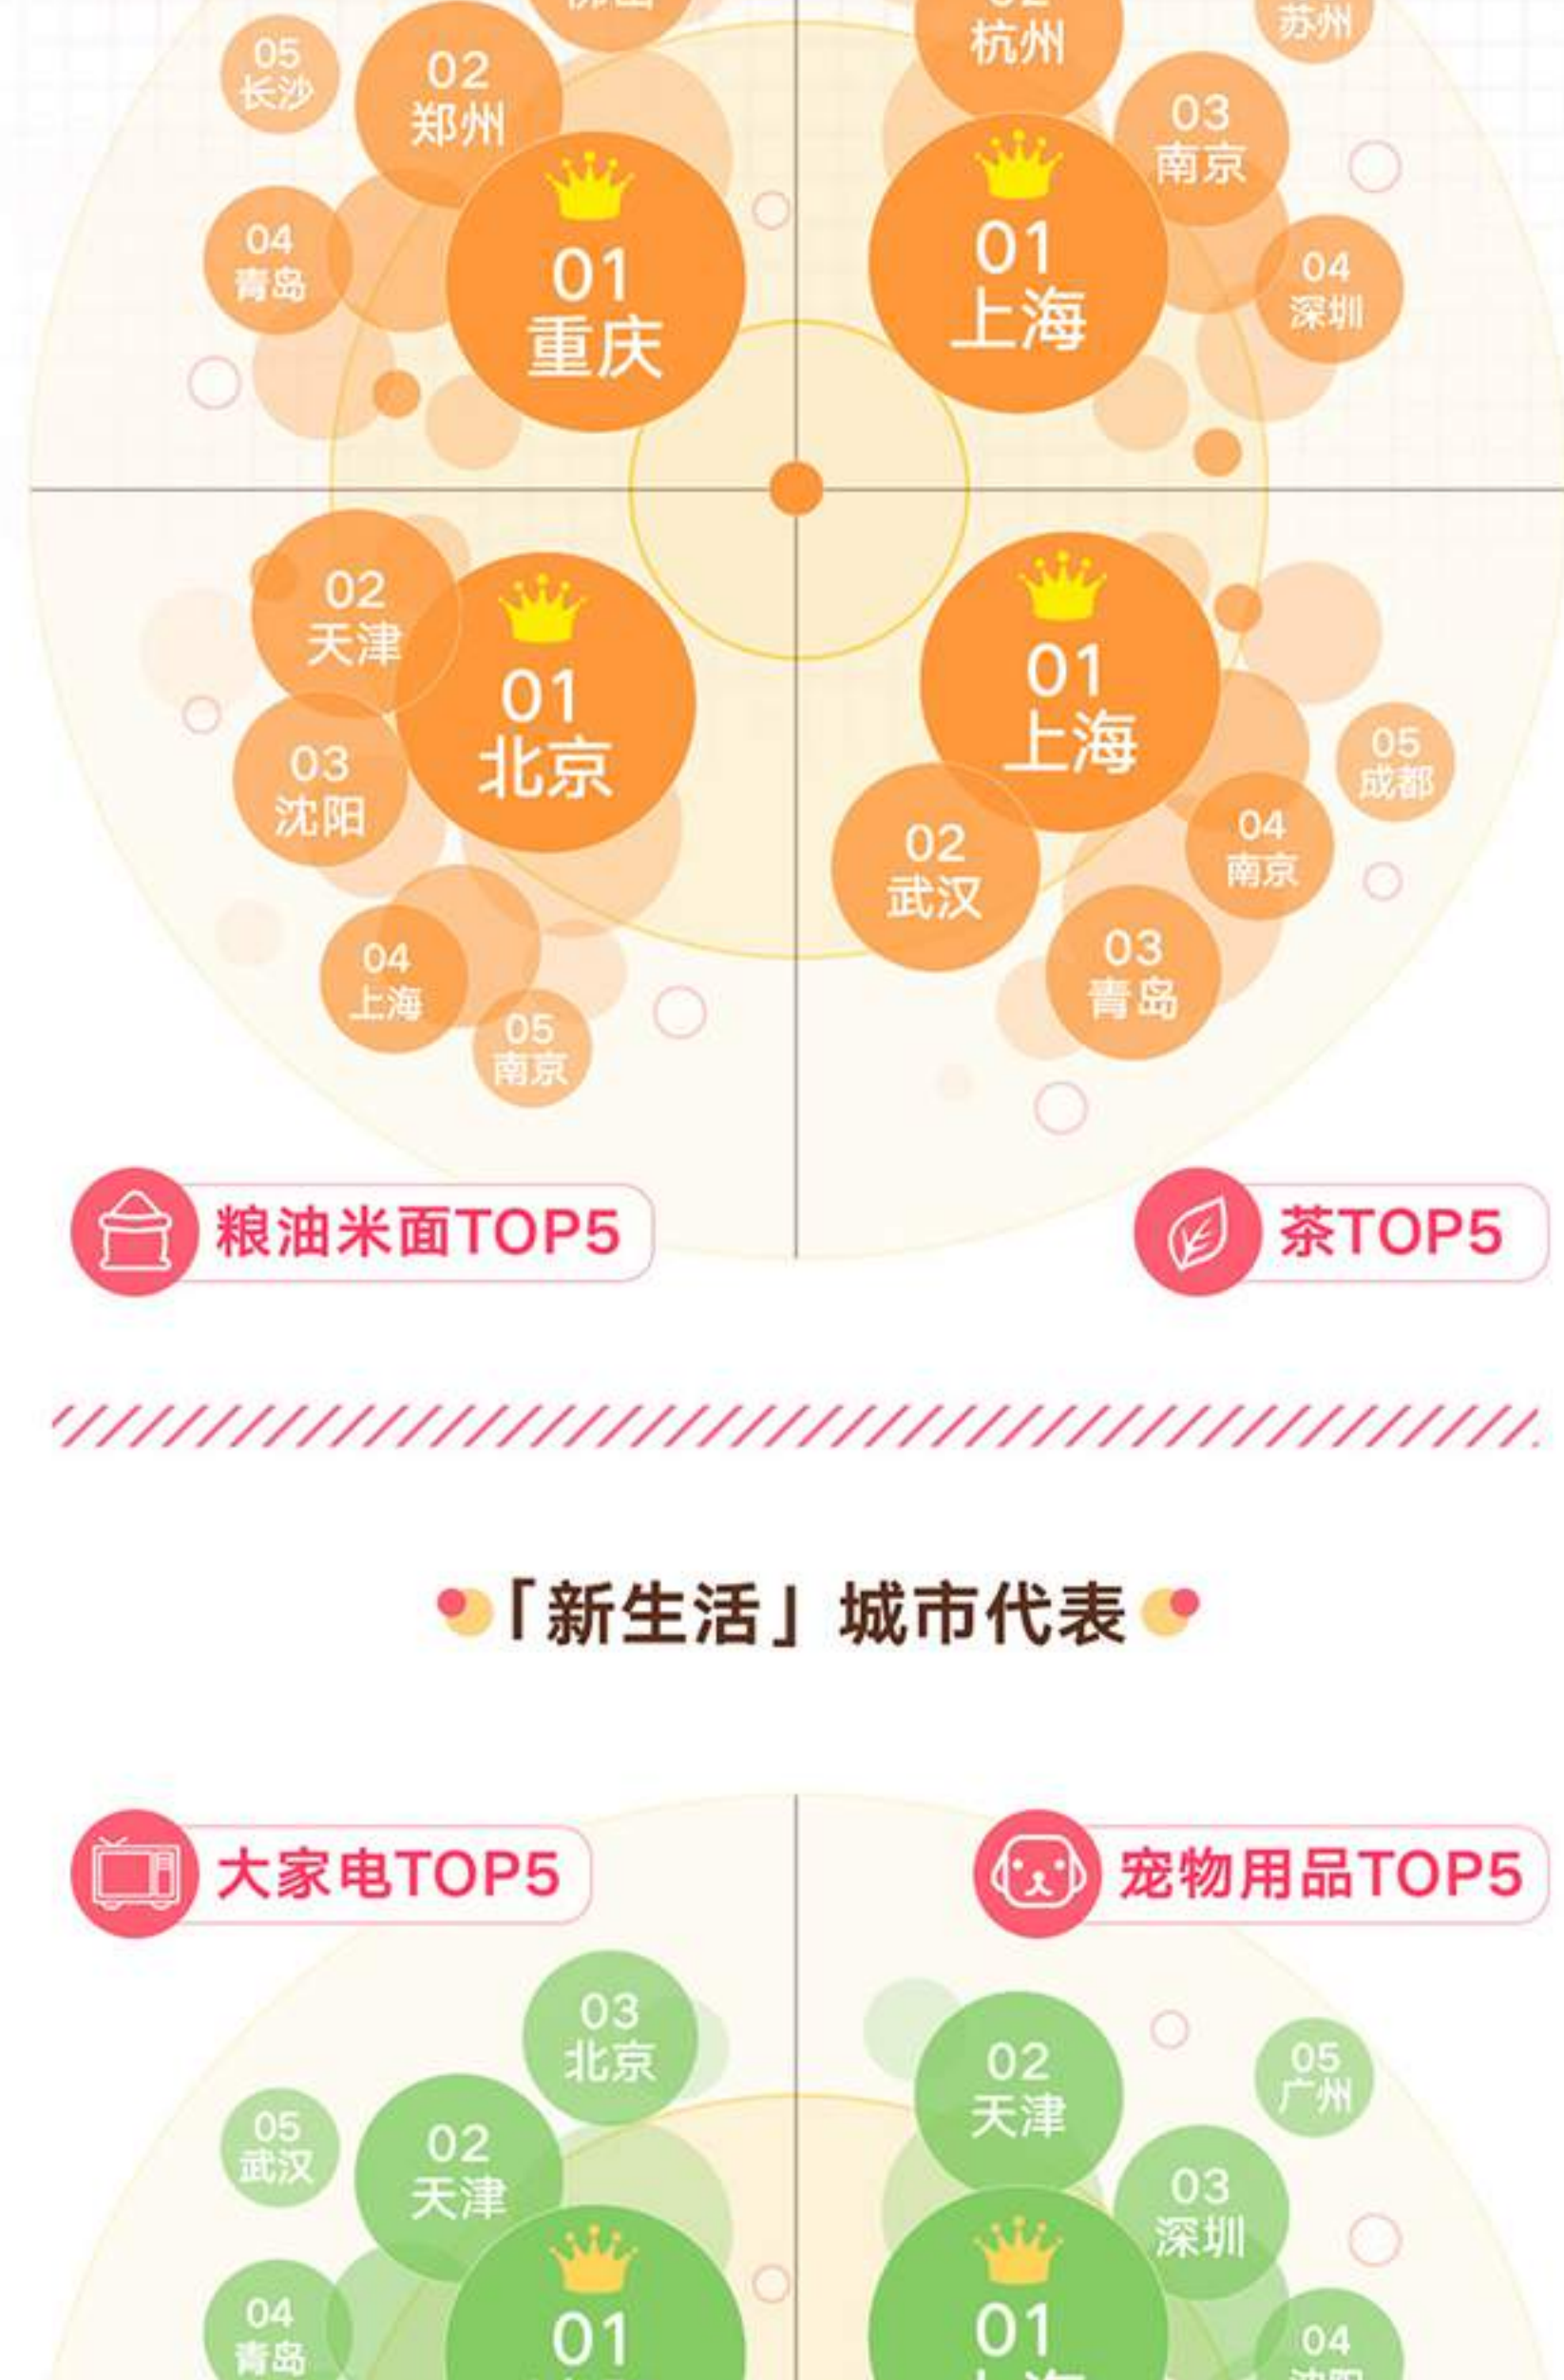 05
长沙
02
郑州
04
青岛
01
重庆
杭州
苏州
03
南京
01
上海
04
深圳
02
天津
01
北京
03
沈阳
04
上海
05
南京
01
上海
02
武汉
05
成都
04
南京
03
青岛
粮油米面TOP5
茶TOP5
「新生活」城市代表
大家电TOP5
宠物用品TOP5
03
北京
05
武汉
02
天津
04
青岛
01
02
天津
05
广州
03
深圳
01
04